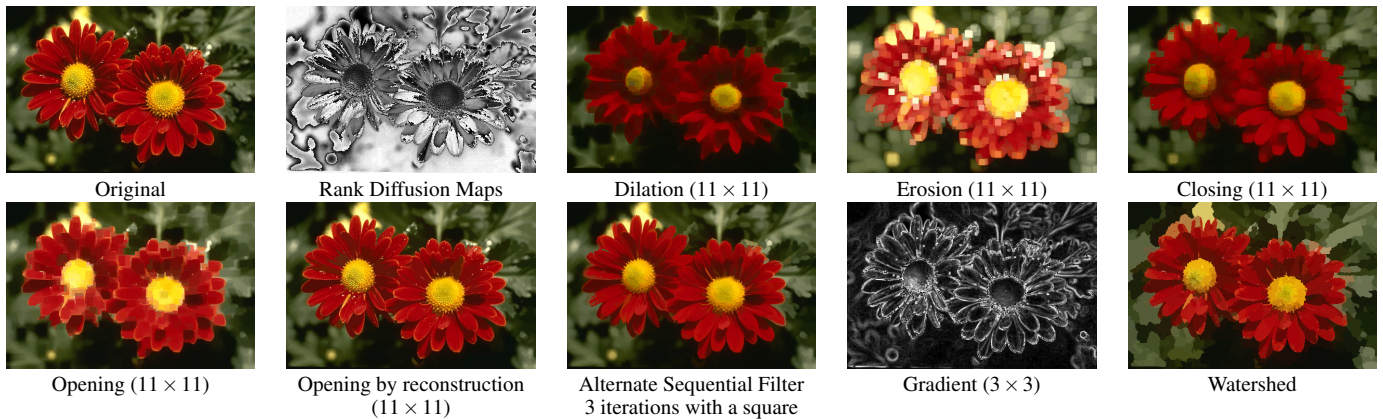 Original
Rank Diffusion Maps
Dilation (11 × 11)
Erosion (11 × 11)
Closing (11 × 11)
Opening (11 × 11)
Opening by reconstruction
(11 × 11)
Alternate Sequential Filter
3 iterations with a square
Gradient (3 × 3)
Watershed